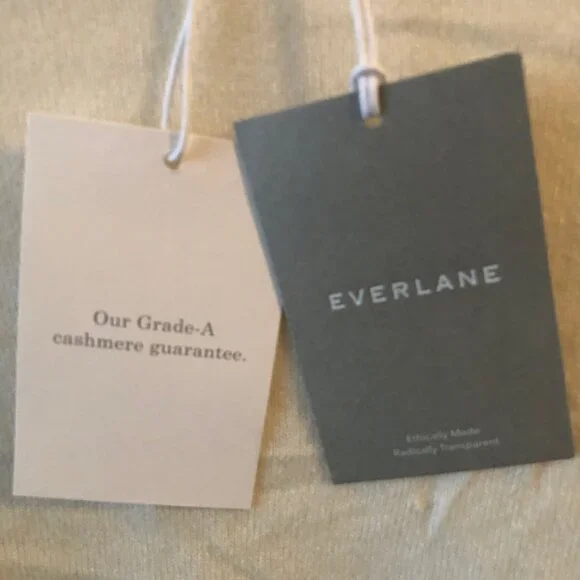 Our Grade-A
cashmere guarantee.
EVERLANE
Ethically Made
Radically Transparent